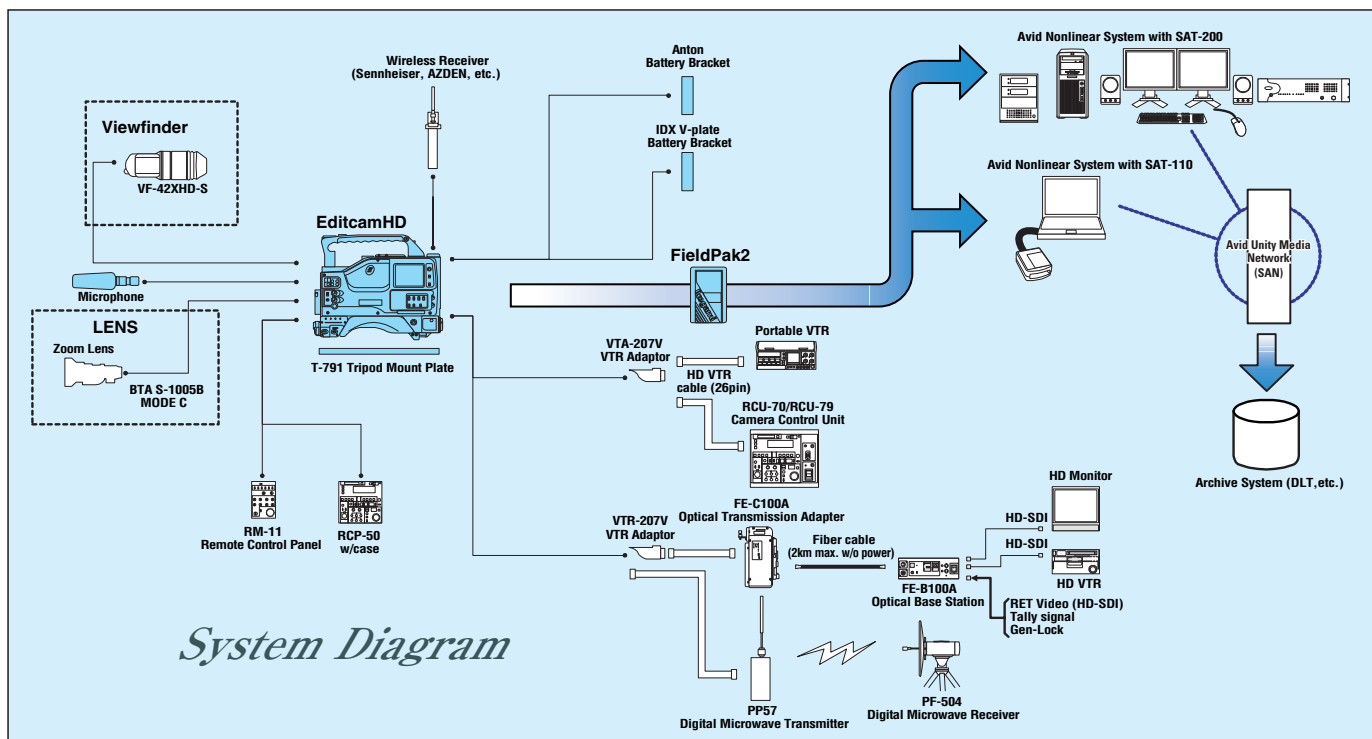 Avid Nonlinear System with SAT-200
Anton
Battery Bracket
Wireless Receiver
(Sennheiser, AZDEN, etc.)
Viewfinder
VF-42XHD-S
IDX V-plate
Battery Bracket
Avid Nonlinear System with SAT-110
EditcamHD
FieldPak2
Avid Unity Media
Network
(SAN)
Microphone
LENS
Zoom Lens
BTA S-1005B
MODE C
T-791 Tripod Mount Plate
VTA-207V
VTR Adaptor
Portable VTR
HD VTR
cable (26pin)
RCU-70/RCU-79
Camera Control Unit
Archive System (DLT,etc.)
RM-11
Remote Control Panel
RCP-50
w/case
VTR-207V
VTR Adaptor
FE-C100A
Optical Transmission Adapter
Fiber cable
(2km max. w/o power)
FE-B100A
Optical Base Station
HD Monitor
HD-SDI
HD-SDI
HD VTR
RET Video (HD-SDI)
Tally signal
Gen-Lock
System Diagram
PP57
Digital Microwave Transmitter
PF-504
Digital Microwave Receiver